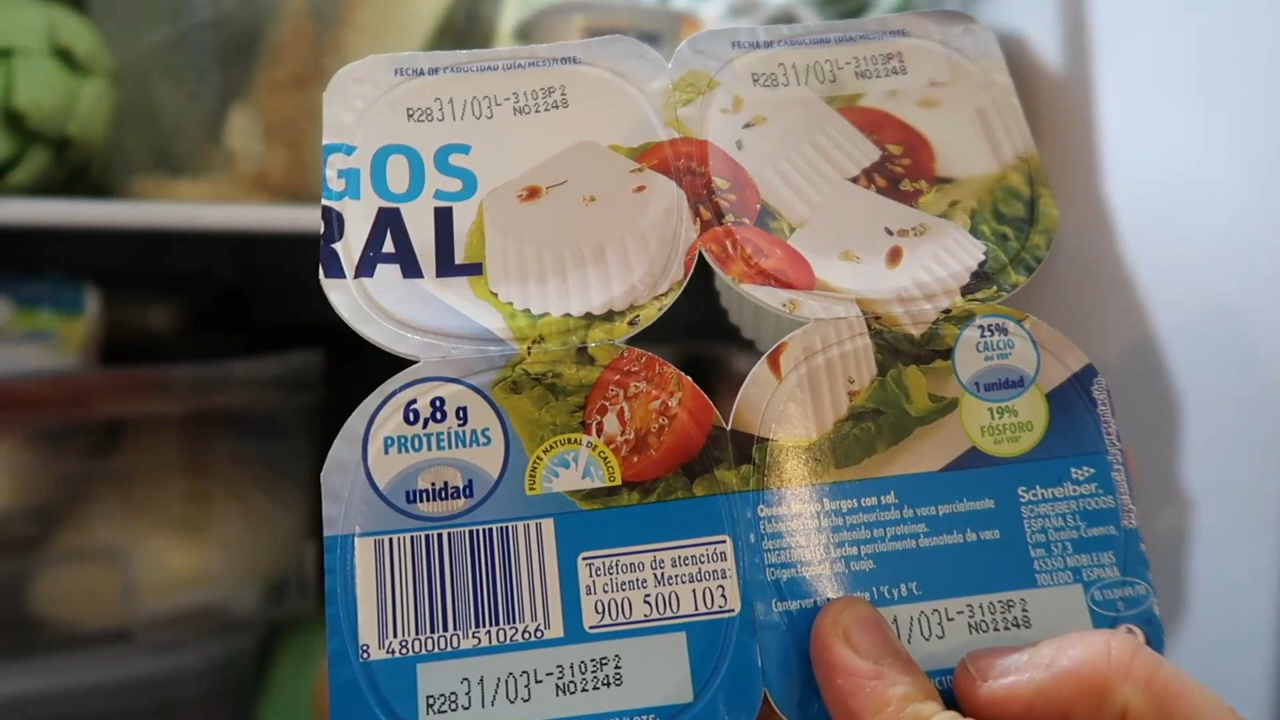 FECHA DE CADUCIDAD (DÍA/MES)/LOTE:
R2831/03 L-3103P2
NO2248
FECHA DE CADUCIDAD (DÍA/MES)/LOTE:
R2831/03 L-3103P2
NO2248
GOS
RAL
25%
CALCIO
del VRN*
1 unidad
19%
FÓSFORO
del VRN*
6,8 g
PROTEÍNAS
unidad
FUENTE NATURAL DE CALCIO
Queso fresco Burgos con sal.
Elaborado con leche pasteurizada de vaca parcialmente
desnatada. contenido en proteínas.
INGREDIENTES: Leche parcialmente desnatada de vaca
(Origen: España), sal, cuajo.
Conservar entre 1 °C y 8 °C.
Schreiber
SCHREIBER FOODS
ESPAÑA S.L.
Crta Ocaña-Cuenca,
km. 57,3
45350 NOBLEJAS
TOLEDO - ESPAÑA
Teléfono de atención
al cliente Mercadona:
900 500 103
8 480000 510266
R2831/03 L-3103P2
NO2248
1/03 L-3103P2
NO2248